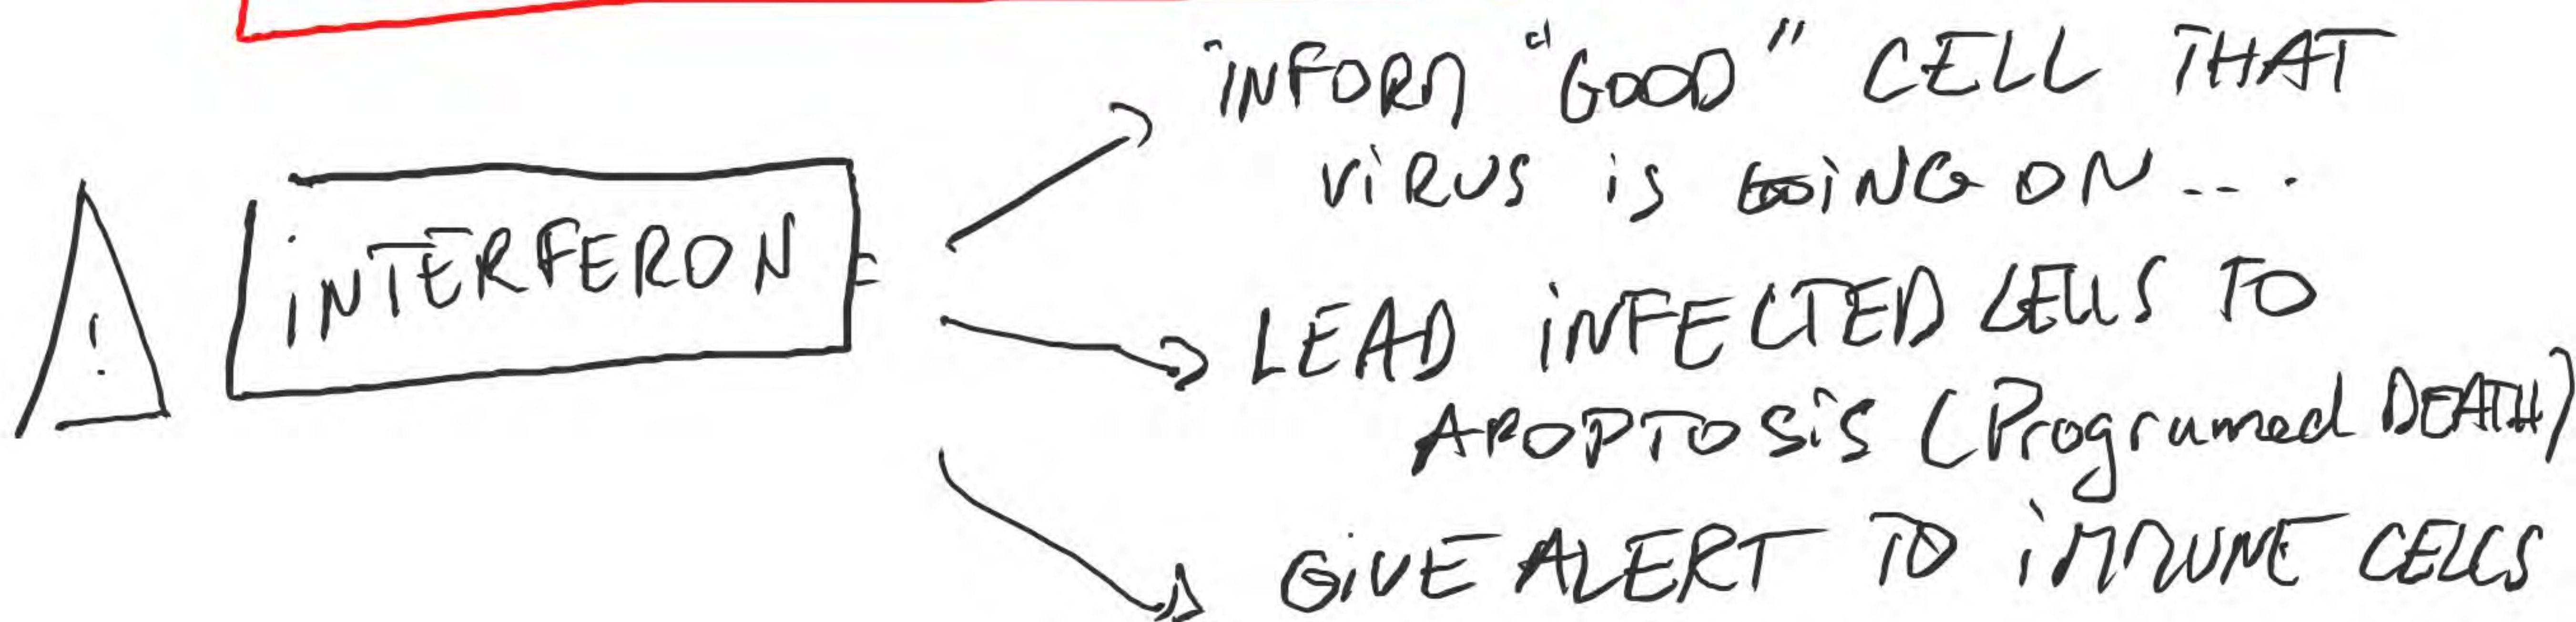 ! INTERFERON =
INFORM "GOOD" CELL THAT
VIRUS IS GOING ON...
LEAD INFECTED CELLS TO
APOPTOSIS (Programed DEATH)
GIVE ALERT TO IMMUNE CELLS